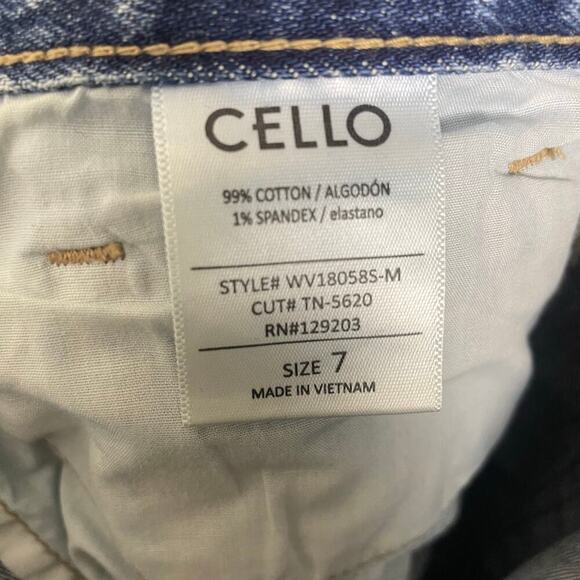 CELLO
99% COTTON / ALGODÓN
1% SPANDEX / elastano
STYLE# WV18058S-M
CUT# TN-5620
RN#129203
SIZE 7
MADE IN VIETNAM